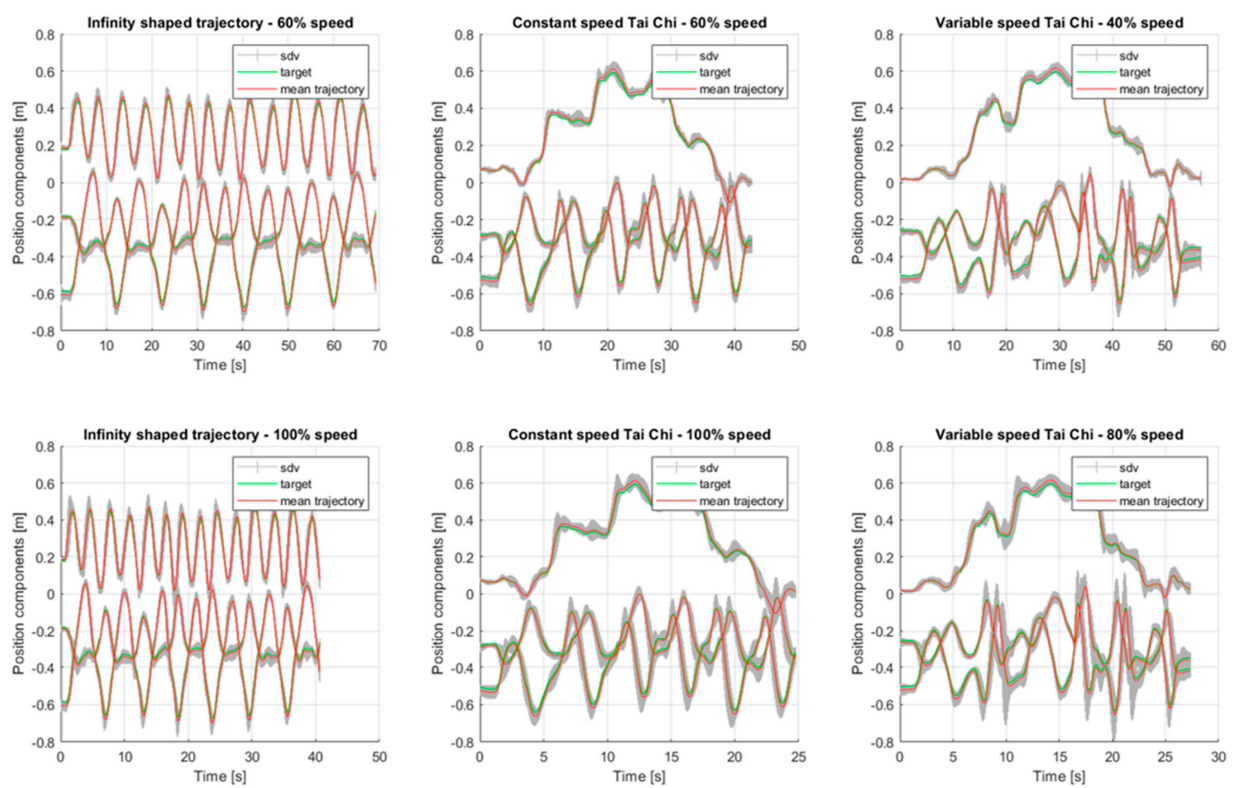 Infinity shaped trajectory - 60% speed
Position components [m]
0.8
0.6
0.4
0.2
0
-0.2
-0.4
-0.6
-0.8
sdv
target
mean trajectory
0 10 20 30 40 50 60 70
Time [s]
Constant speed Tai Chi - 60% speed
Position components [m]
0.8
0.6
0.4
0.2
0
-0.2
-0.4
-0.6
-0.8
sdv
target
mean trajectory
0 10 20 30 40 50
Time [s]
Variable speed Tai Chi - 40% speed
Position components [m]
0.8
0.6
0.4
0.2
0
-0.2
-0.4
-0.6
-0.8
sdv
target
mean trajectory
0 10 20 30 40 50 60
Time [s]
Infinity shaped trajectory - 100% speed
Position components [m]
0.8
0.6
0.4
0.2
0
-0.2
-0.4
-0.6
-0.8
sdv
target
mean trajectory
0 10 20 30 40 50
Time [s]
Constant speed Tai Chi - 100% speed
Position components [m]
0.8
0.6
0.4
0.2
0
-0.2
-0.4
-0.6
-0.8
sdv
target
mean trajectory
0 5 10 15 20 25
Time [s]
Variable speed Tai Chi - 80% speed
Position components [m]
0.8
0.6
0.4
0.2
0
-0.2
-0.4
-0.6
-0.8
sdv
target
mean trajectory
0 5 10 15 20 25 30
Time [s]